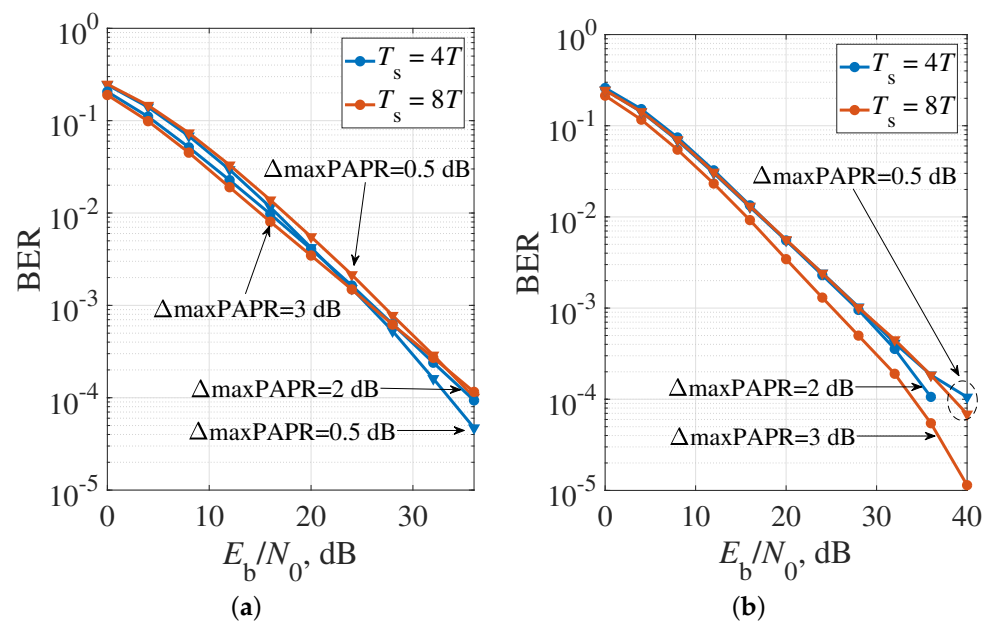 10^0
10^-1
10^-2
10^-3
10^-4
10^-5
BER
T_s = 4T
T_s = 8T
ΔmaxPAPR=0.5 dB
ΔmaxPAPR=3 dB
ΔmaxPAPR=2 dB
ΔmaxPAPR=0.5 dB
0 10 20 30
E_b/N_0, dB
(a)
10^0
10^-1
10^-2
10^-3
10^-4
10^-5
BER
T_s = 4T
T_s = 8T
ΔmaxPAPR=0.5 dB
ΔmaxPAPR=2 dB
ΔmaxPAPR=3 dB
0 10 20 30 40
E_b/N_0, dB
(b)